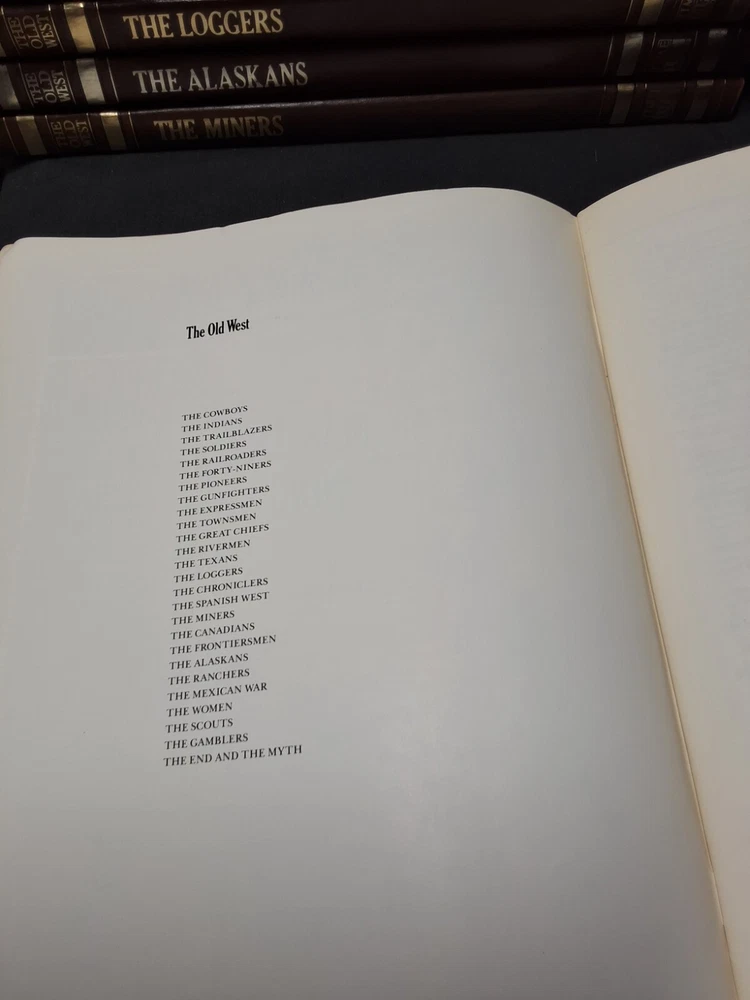 THE OLD WEST
THE LOGGERS
THE OLD WEST
THE ALASKANS
THE OLD WEST
THE MINERS
The Old West
THE COWBOYS
THE INDIANS
THE TRAILBLAZERS
THE SOLDIERS
THE RAILROADERS
THE FORTY-NINERS
THE PIONEERS
THE GUNFIGHTERS
THE EXPRESSMEN
THE TOWNSMEN
THE GREAT CHIEFS
THE RIVERMEN
THE TEXANS
THE LOGGERS
THE CHRONICLERS
THE SPANISH WEST
THE MINERS
THE CANADIANS
THE FRONTIERSMEN
THE ALASKANS
THE RANCHERS
THE MEXICAN WAR
THE WOMEN
THE SCOUTS
THE GAMBLERS
THE END AND THE MYTH